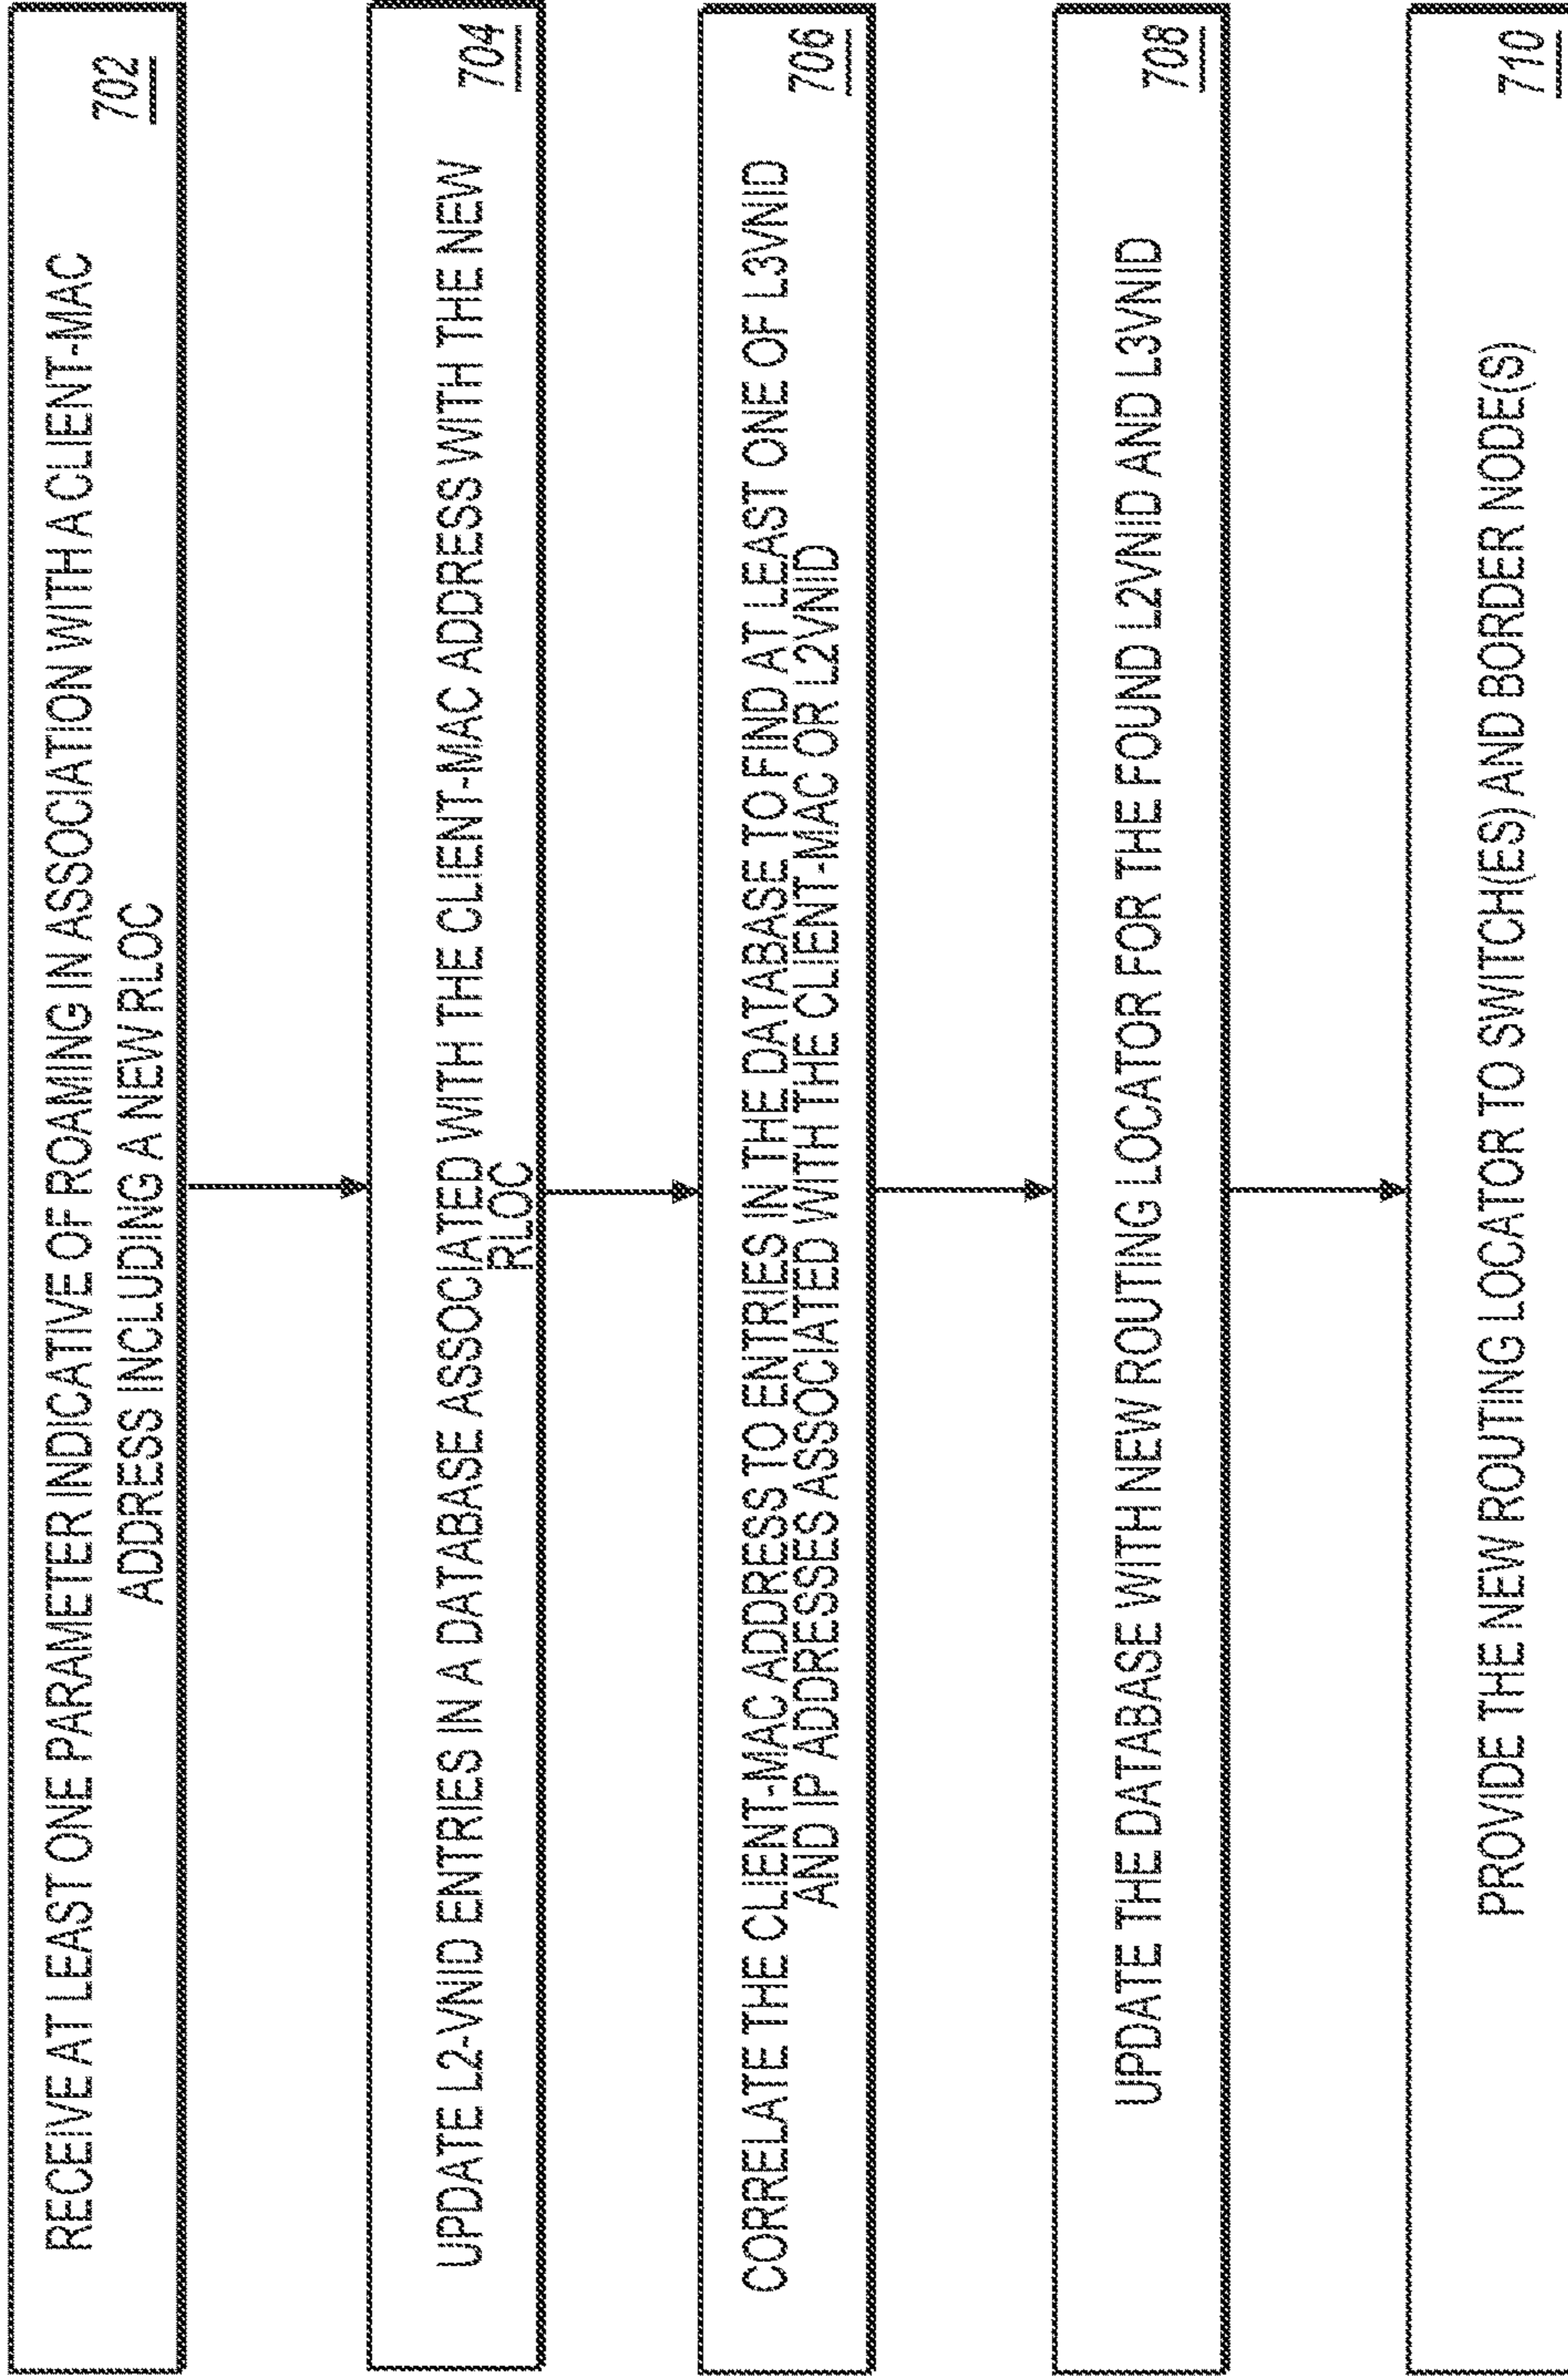 RECEIVE AT LEAST ONE PARAMETER INDICATIVE OF ROAMING IN ASSOCIATION WITH A CLIENT-MAC
ADDRESS INCLUDING A NEW RLOC
702
UPDATE L2-VNID ENTRIES IN A DATABASE ASSOCIATED WITH THE CLIENT-MAC ADDRESS WITH THE NEW
RLOC
704
CORRELATE THE CLIENT-MAC ADDRESS TO ENTRIES IN THE DATABASE TO FIND AT LEAST ONE OF L3VNID
AND IP ADDRESSES ASSOCIATED WITH THE CLIENT-MAC OR L2VNID
706
UPDATE THE DATABASE WITH NEW ROUTING LOCATOR FOR THE FOUND L2VNID AND L3VNID
708
PROVIDE THE NEW ROUTING LOCATOR TO SWITCH(ES) AND BORDER NODE(S)
710